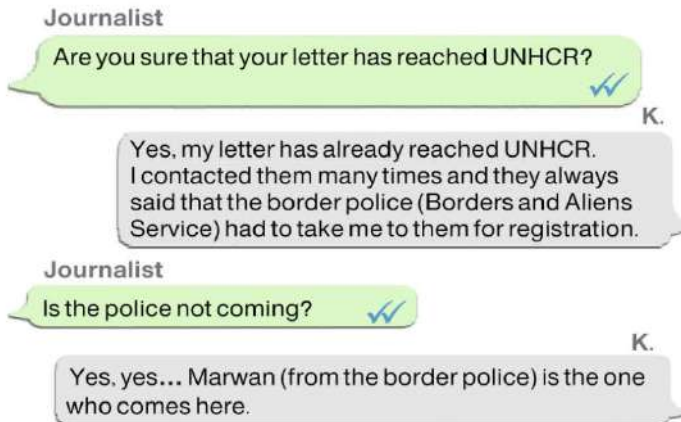 Journalist
Are you sure that your letter has reached UNHCR?
K.
Yes, my letter has already reached UNHCR.
I contacted them many times and they always
said that the border police (Borders and Aliens
Service) had to take me to them for registration.
Journalist
Is the police not coming?
K.
Yes, yes... Marwan (from the border police) is the one
who comes here.